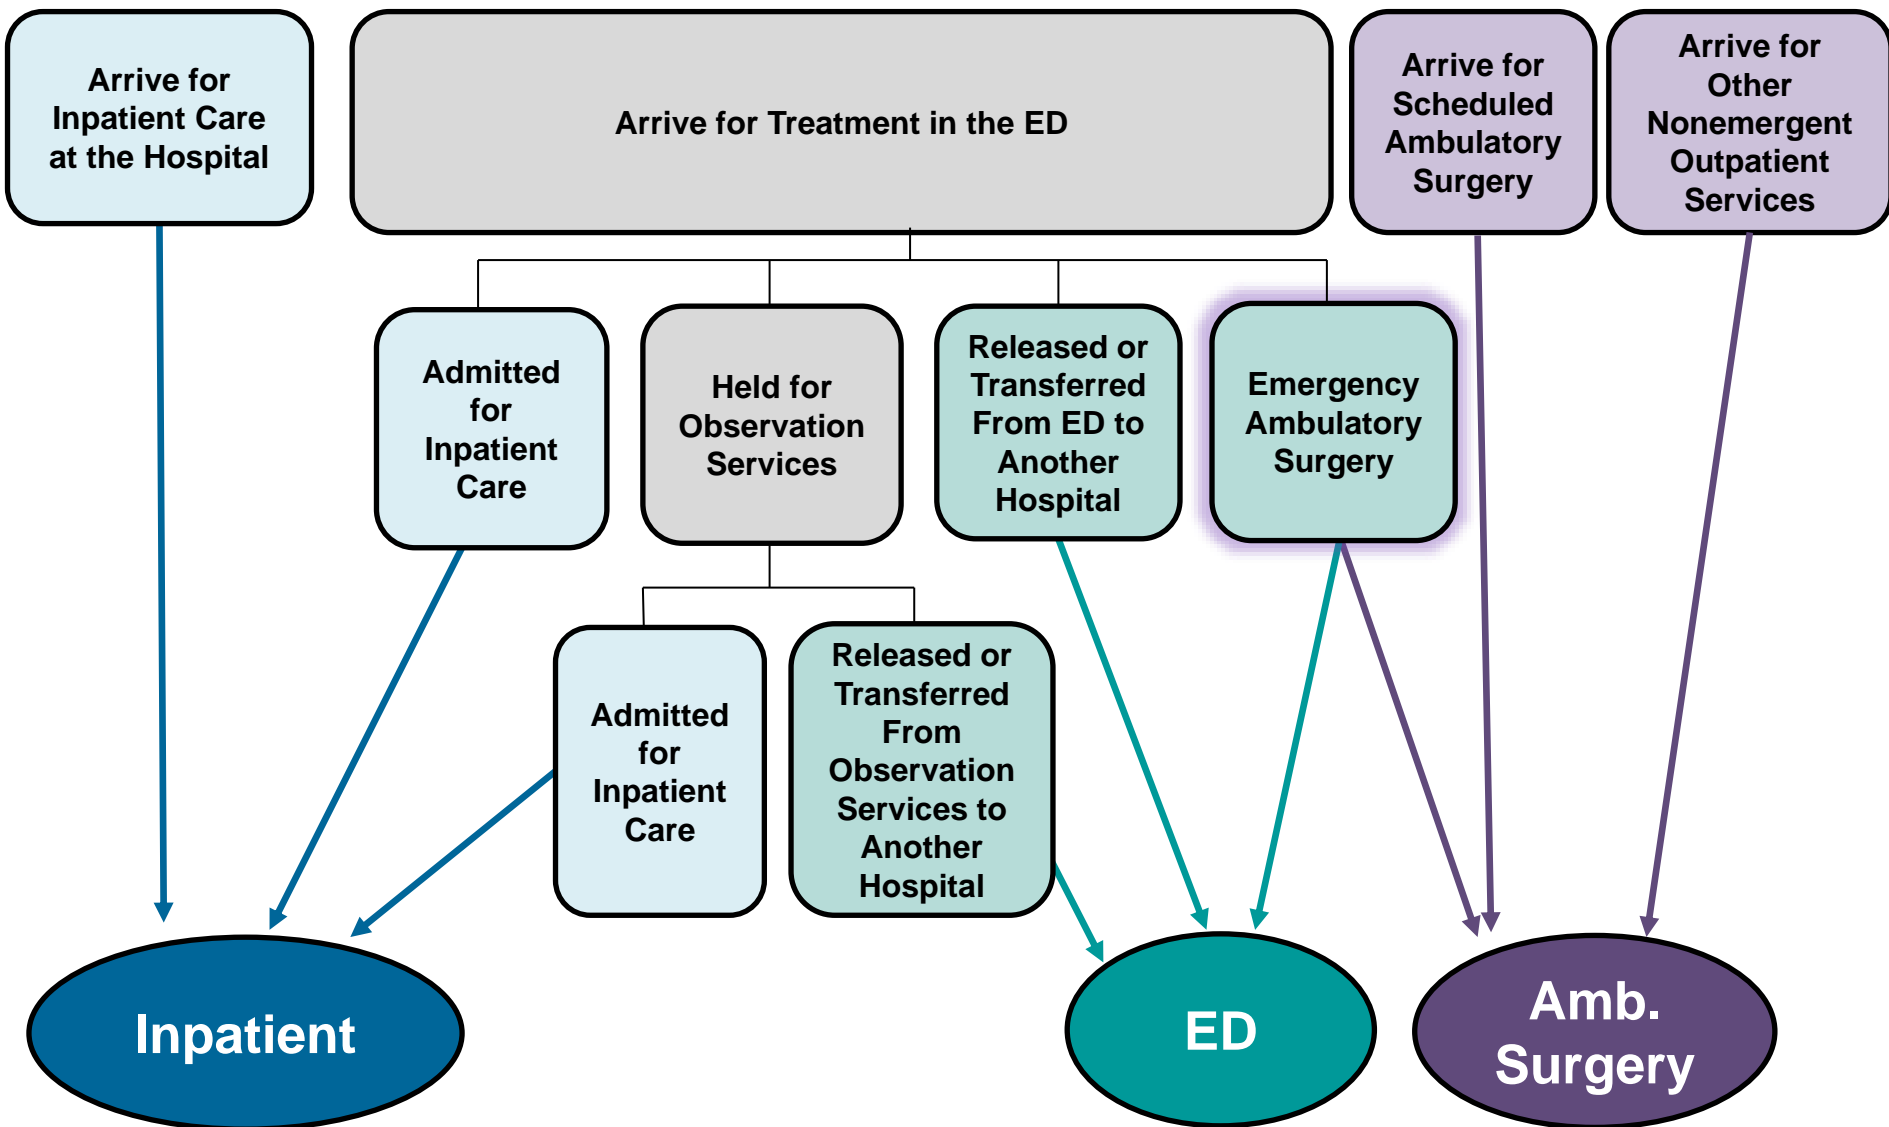 Arrive for
Inpatient Care
at the Hospital
Arrive for Treatment in the ED
Arrive for
Scheduled
Ambulatory
Surgery
Arrive for
Other
Nonemergent
Outpatient
Services
Admitted
for
Inpatient
Care
Held for
Observation
Services
Released or
Transferred
From ED to
Another
Hospital
Emergency
Ambulatory
Surgery
Admitted
for
Inpatient
Care
Released or
Transferred
From
Observation
Services to
Another
Hospital
Inpatient
ED
Amb.
Surgery